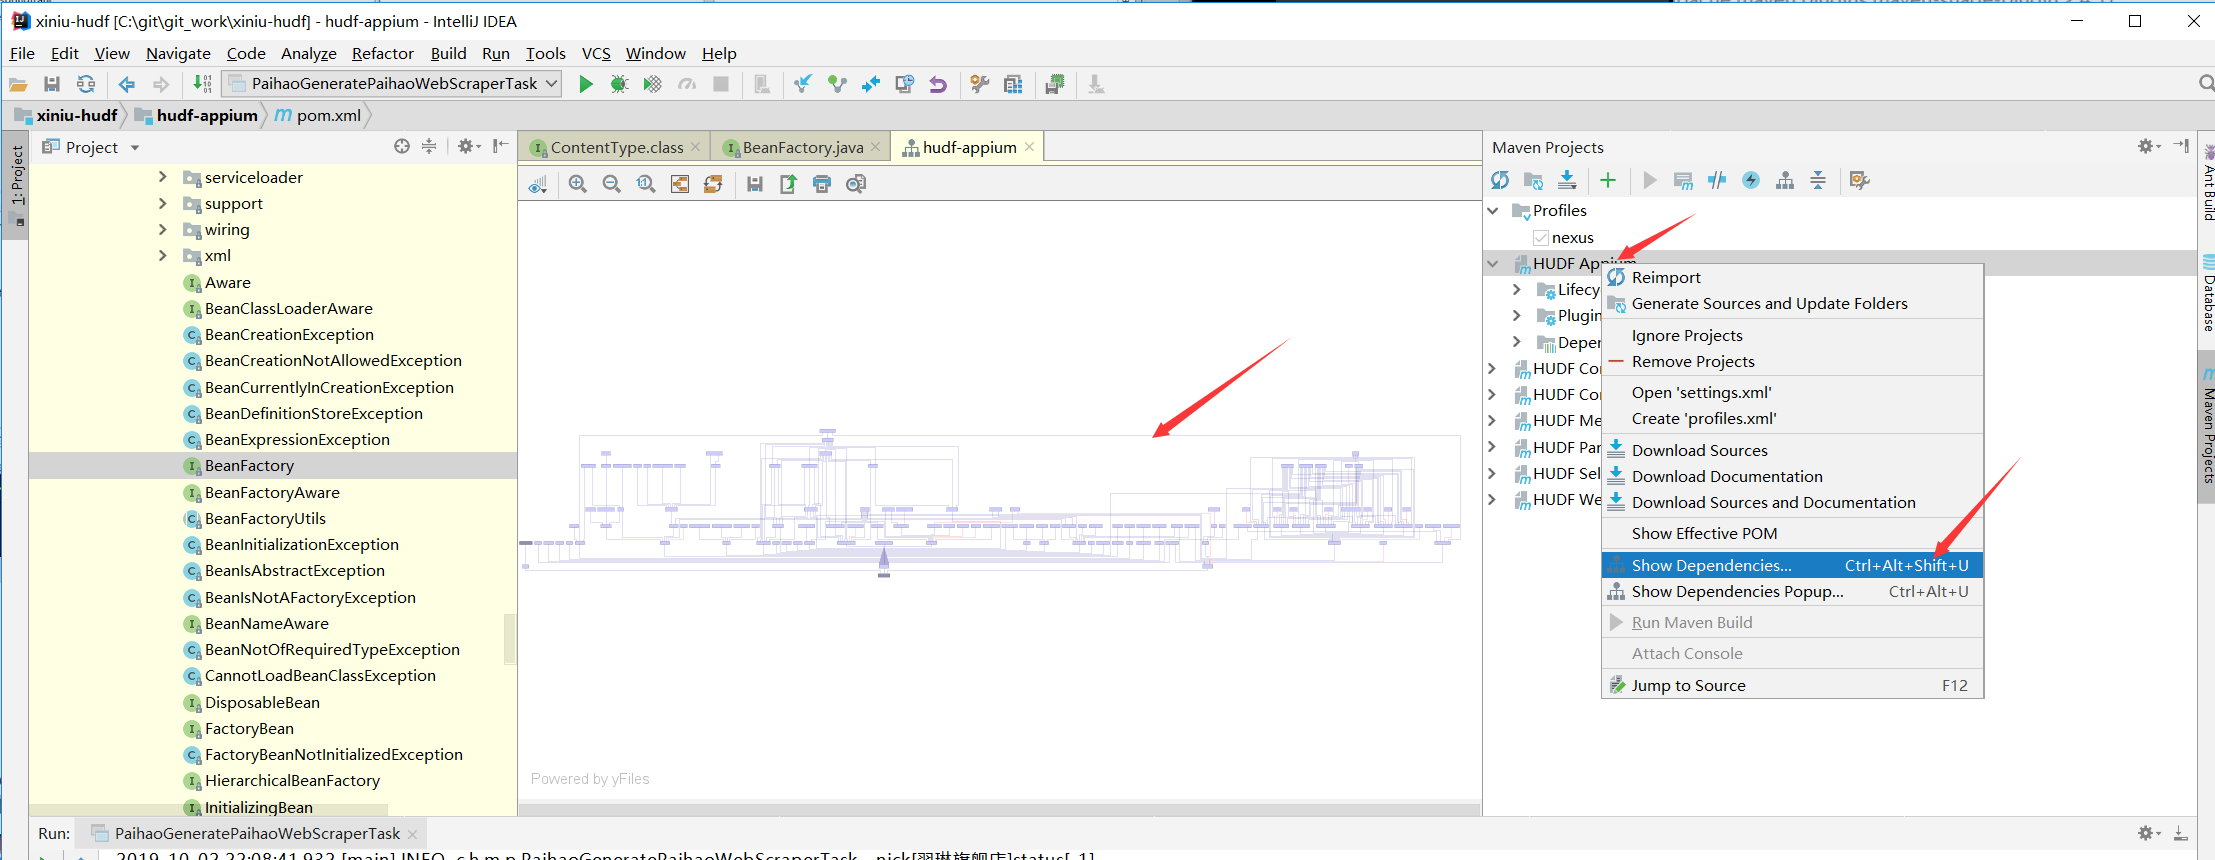 xiniu-hudf [C:\git\git_work\xiniu-hudf] - hudf-appium - IntelliJ IDEA
File Edit View Navigate Code Analyze Refactor Build Run Tools VCS Window Help
PaihaoGeneratePaihaoWebScraperTask
xiniu-hudf hudf-appium pom.xml
1: Project
Project
serviceloader
support
wiring
xml
Aware
BeanClassLoaderAware
BeanCreationException
BeanCreationNotAllowedException
BeanCurrentlyInCreationException
BeanDefinitionStoreException
BeanExpressionException
BeanFactory
BeanFactoryAware
BeanFactoryUtils
BeanInitializationException
BeanIsAbstractException
BeanIsNotAFactoryException
BeanNameAware
BeanNotOfRequiredTypeException
CannotLoadBeanClassException
DisposableBean
FactoryBean
FactoryBeanNotInitializedException
HierarchicalBeanFactory
InitializingBean
ContentType.class BeanFactory.java hudf-appium
Powered by yFiles
Maven Projects
Profiles
nexus
HUDF Appium
Lifecy
Plugin
Deper
HUDF Cor
HUDF Cor
HUDF Me
HUDF Par
HUDF Sel
HUDF We
Reimport
Generate Sources and Update Folders
Ignore Projects
Remove Projects
Open 'settings.xml'
Create 'profiles.xml'
Download Sources
Download Documentation
Download Sources and Documentation
Show Effective POM
Show Dependencies... Ctrl+Alt+Shift+U
Show Dependencies Popup... Ctrl+Alt+U
Run Maven Build
Attach Console
Jump to Source F12
Ant Build
Database
Maven Projects
Run: PaihaoGeneratePaihaoWebScraperTask
2019-10-02 22:08:41,932 [main] INFO c.h.m.p.PaihaoGeneratePaihaoWebScraperTask